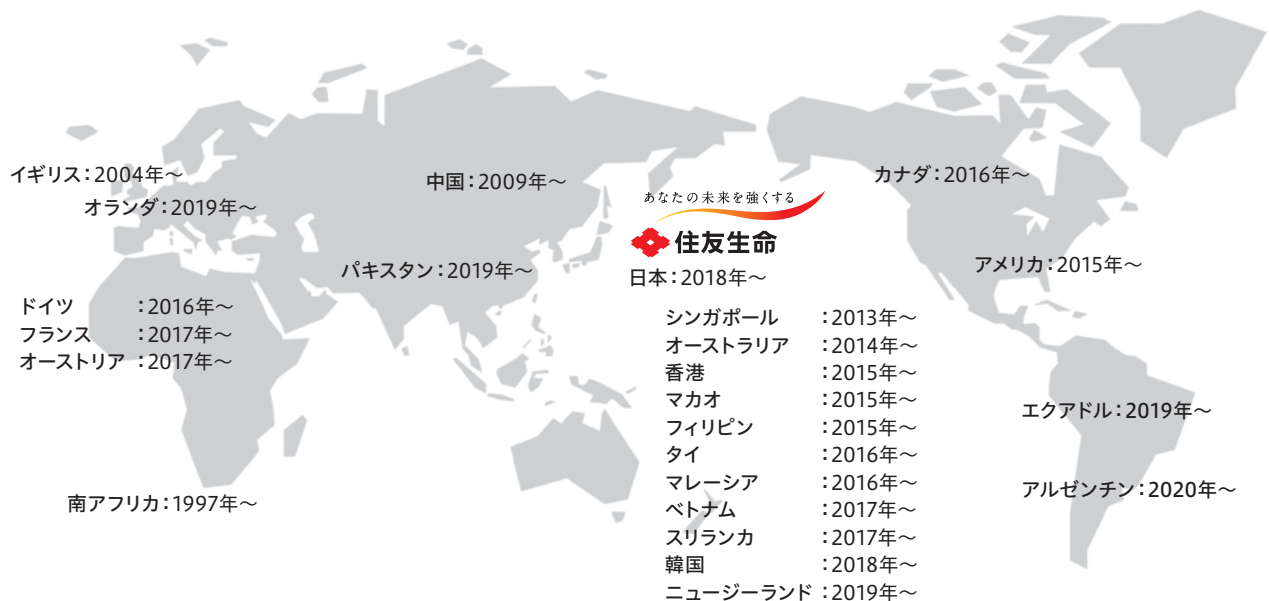 イギリス：2004年～
オランダ：2019年～
中国：2009年～
パキスタン：2019年～
ドイツ：2016年～
フランス：2017年～
オーストリア：2017年～
南アフリカ：1997年～
あなたの未来を強くする
住友生命
日本：2018年～
シンガポール：2013年～
オーストラリア：2014年～
香港：2015年～
マカオ：2015年～
フィリピン：2015年～
タイ：2016年～
マレーシア：2016年～
ベトナム：2017年～
スリランカ：2017年～
韓国：2018年～
ニュージーランド：2019年～
カナダ：2016年～
アメリカ：2015年～
エクアドル：2019年～
アルゼンチン：2020年～